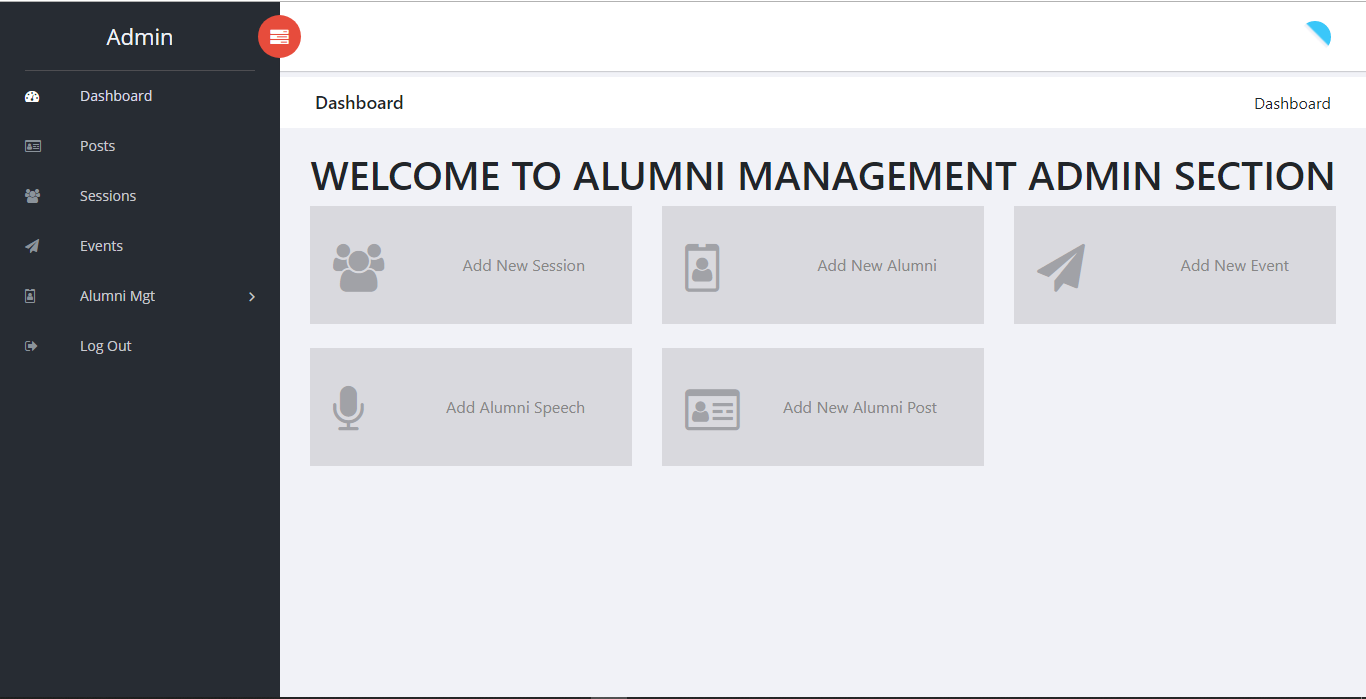 Admin
Dashboard
Posts
Sessions
Events
Alumni Mgt
Log Out
Dashboard
Dashboard
WELCOME TO ALUMNI MANAGEMENT ADMIN SECTION
Add New Session
Add New Alumni
Add New Event
Add Alumni Speech
Add New Alumni Post